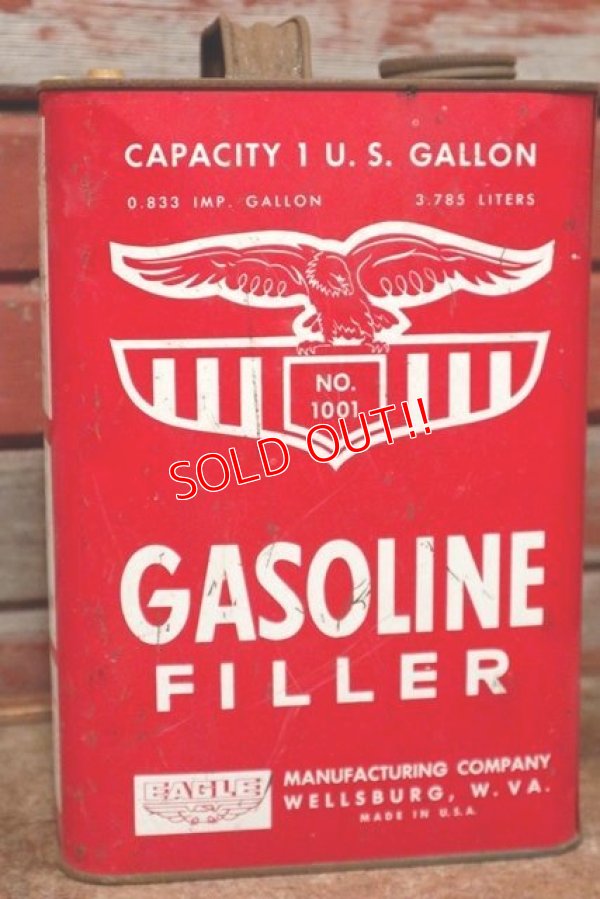 CAPACITY 1 U. S. GALLON
0.833 IMP. GALLON 3.785 LITERS
NO.
1001
SOLD OUT!!
GASOLINE
FILLER
EAGLE
MANUFACTURING COMPANY
WELLSBURG, W. VA.
MADE IN U.S.A.